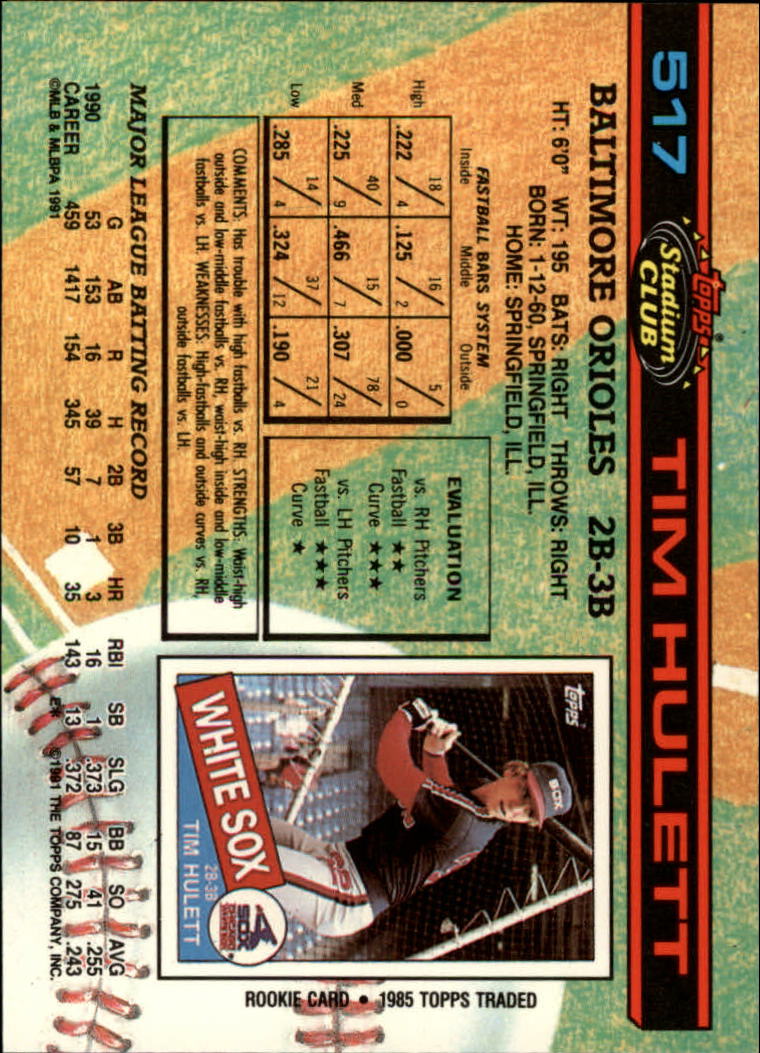 517 Topps® Stadium CLUB TIM HULETT
BALTIMORE ORIOLES 2B-3B
HT: 6'0" WT: 195 BATS: RIGHT THROWS: RIGHT
BORN: 1-12-60, SPRINGFIELD, ILL.
HOME: SPRINGFIELD, ILL.
FASTBALL BARS SYSTEM
Inside Middle Outside
High .222 18/4 .125 16/2 .000 5/0
Med .225 40/9 .466 15/7 .307 78/24
Low .285 14/4 .324 37/12 .190 21/4
EVALUATION
vs. RH Pitchers
Fastball ★★
Curve ★★★
vs. LH Pitchers
Fastball ★★★
Curve ★
COMMENTS: Has trouble with high fastballs vs. RH. STRENGTHS: Waist-high
outside and low-middle fastballs vs. RH, waist-high inside and low-middle
fastballs vs. LH. WEAKNESSES: High-fastballs and outside curves vs. RH,
outside fastballs vs. LH.
Topps
SOX
WHITE SOX
2B-3B
TIM HULETT
SOX
ROOKIE CARD • 1985 TOPPS TRADED
MAJOR LEAGUE BATTING RECORD
G AB R H 2B 3B HR RBI SB SLG BB SO AVG
1990 53 153 16 39 7 1 3 16 1 .373 15 41 .255
CAREER 459 1417 154 345 57 10 35 143 13 .372 87 275 .243
©MLB & MLBPA 1991 E* ©1991 THE TOPPS COMPANY, INC.